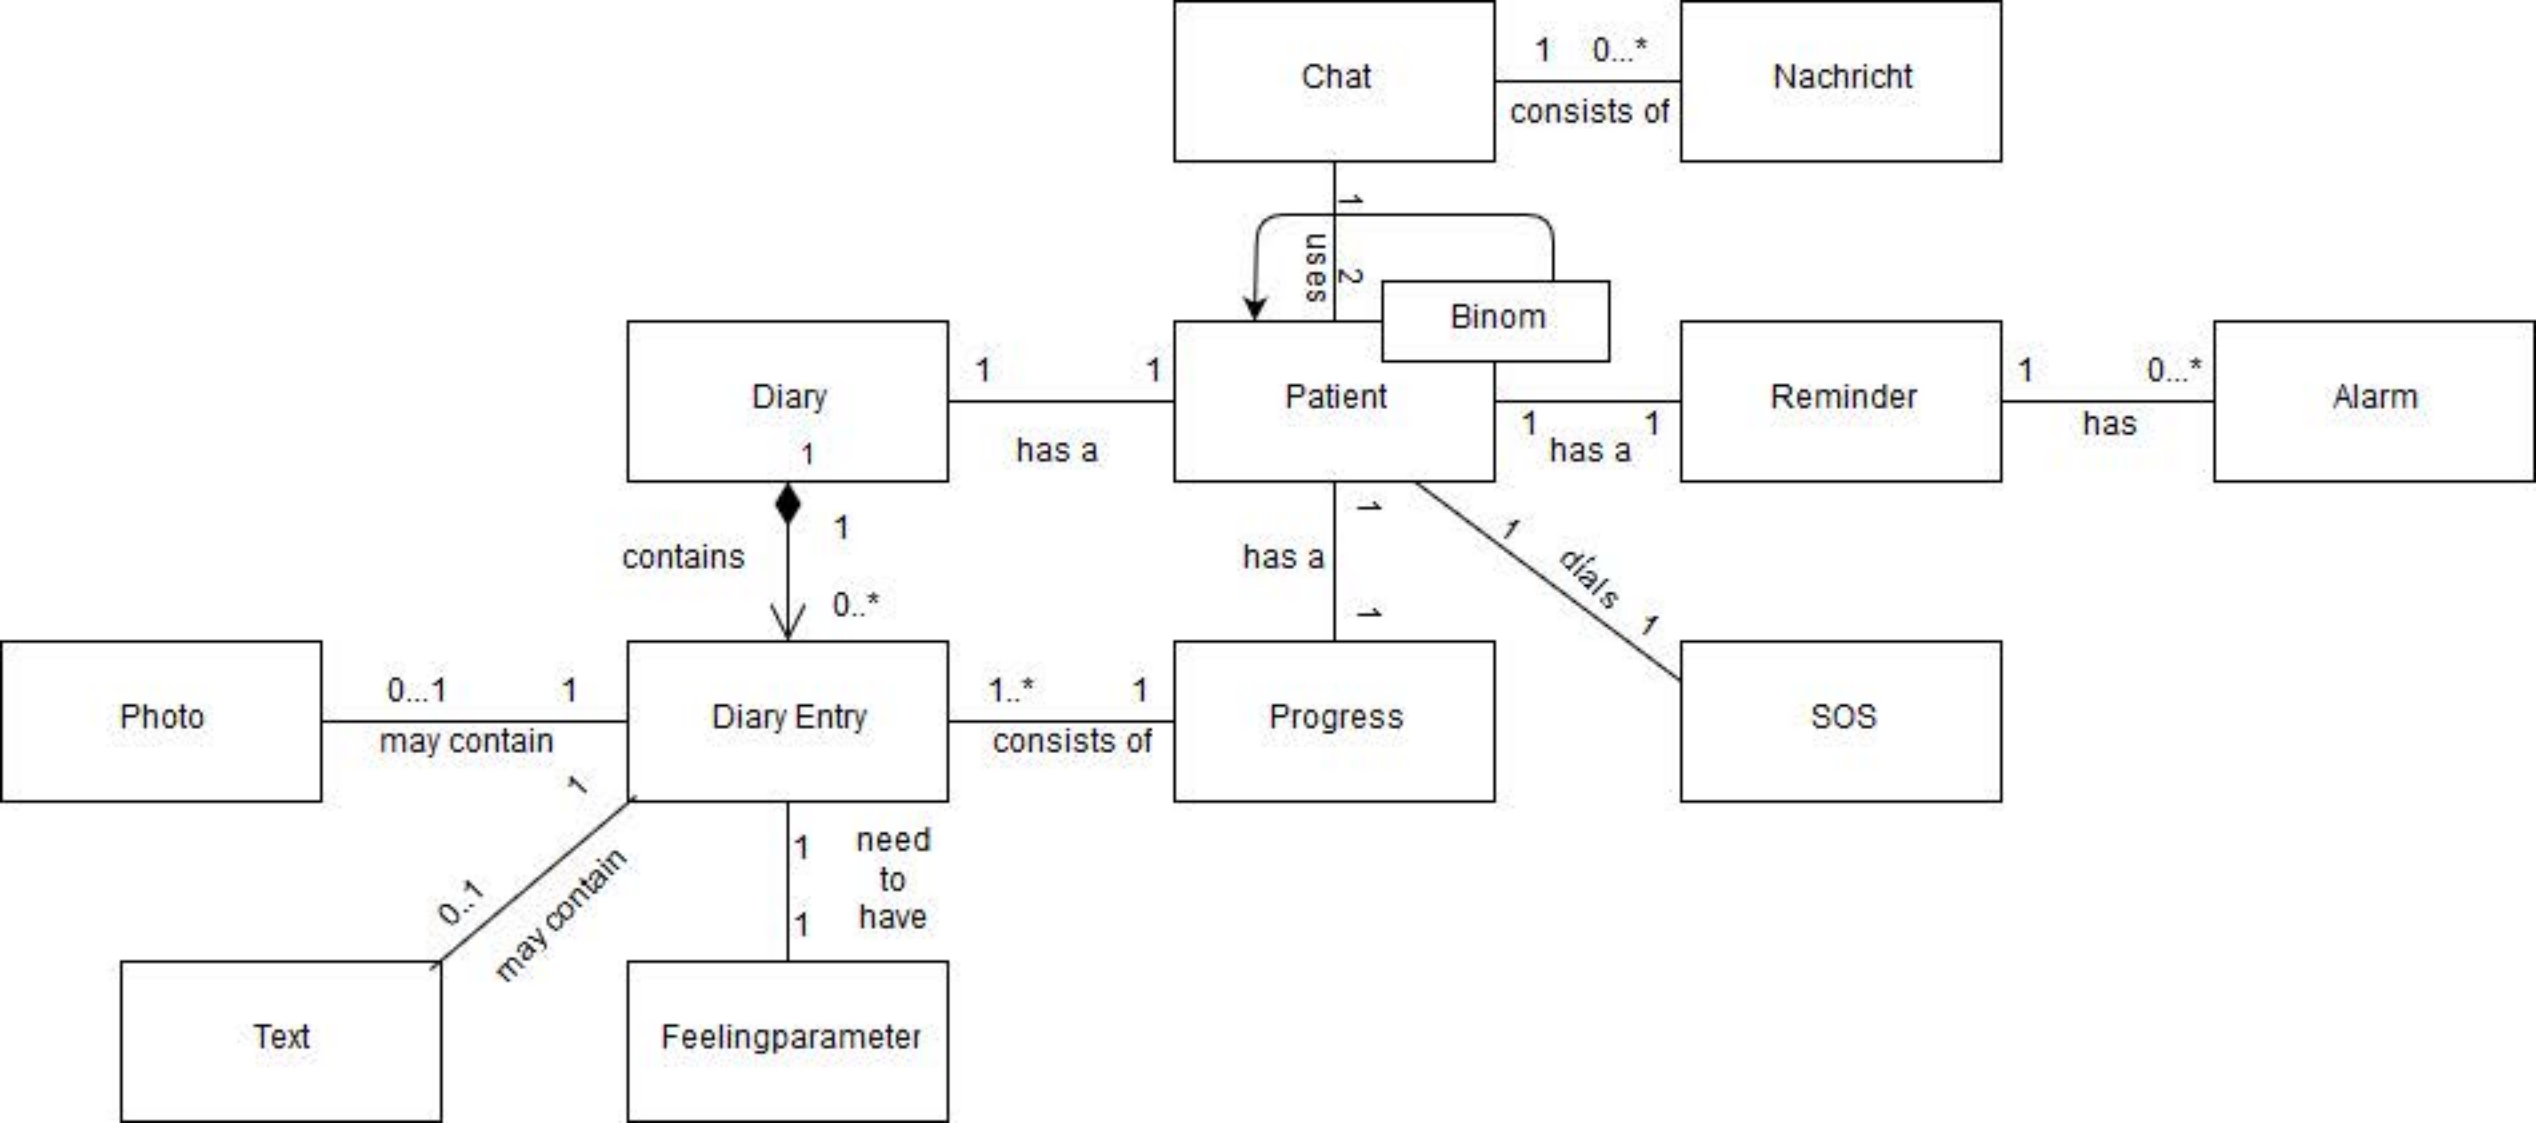 Chat
1 0...*
consists of
Nachricht
1
uses
2
Binom
Diary
1
1 1
has a
Patient
1 1
has a
Reminder
1 0...*
has
Alarm
contains
1
0..*
has a
1
1
1
dials
1
Photo
0...1 1
may contain
Diary Entry
1..* 1
consists of
Progress
SOS
1
0..1
may contain
1
1
need
to
have
Text
Feelingparameter